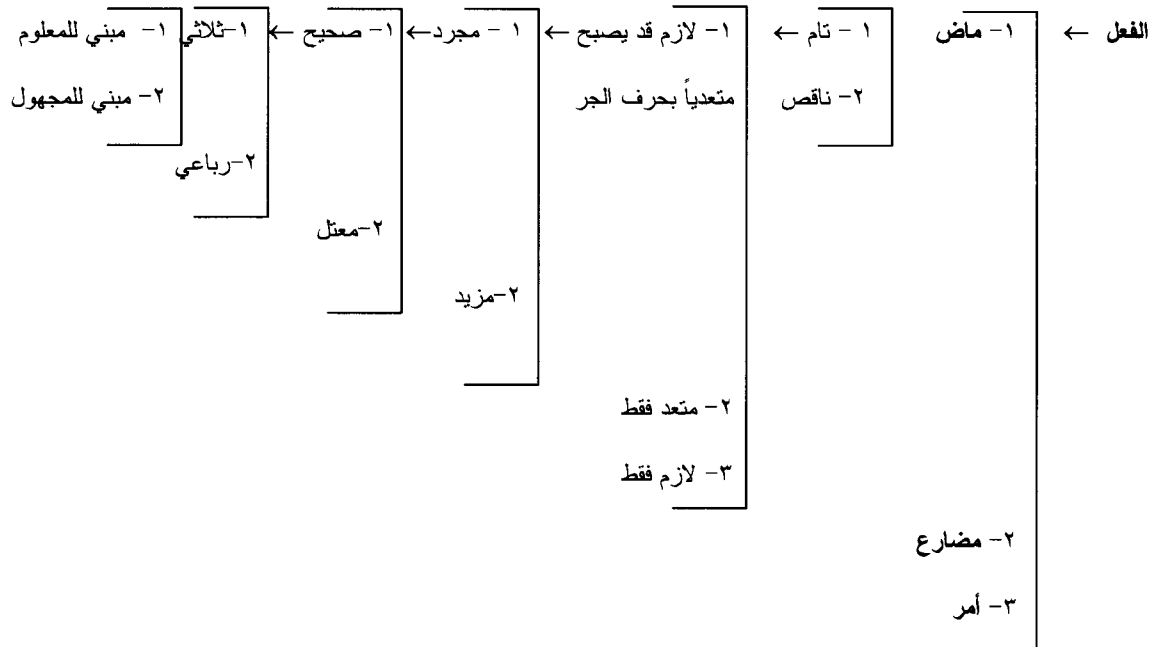 الفعل ← ١- ماض ١ - تام ← ١- لازم قد يصبح ← ١ - مجرد ← ١- صحيح ← ١-ثلاثي ١- مبني للمعلوم
٢- ناقص متعدياً بحرف الجر ٢- مبني للمجهول
٢-رباعي
٢-معتل
٢-مزيد
٢- متعد فقط
٣- لازم فقط
٢- مضارع
٣- أمر